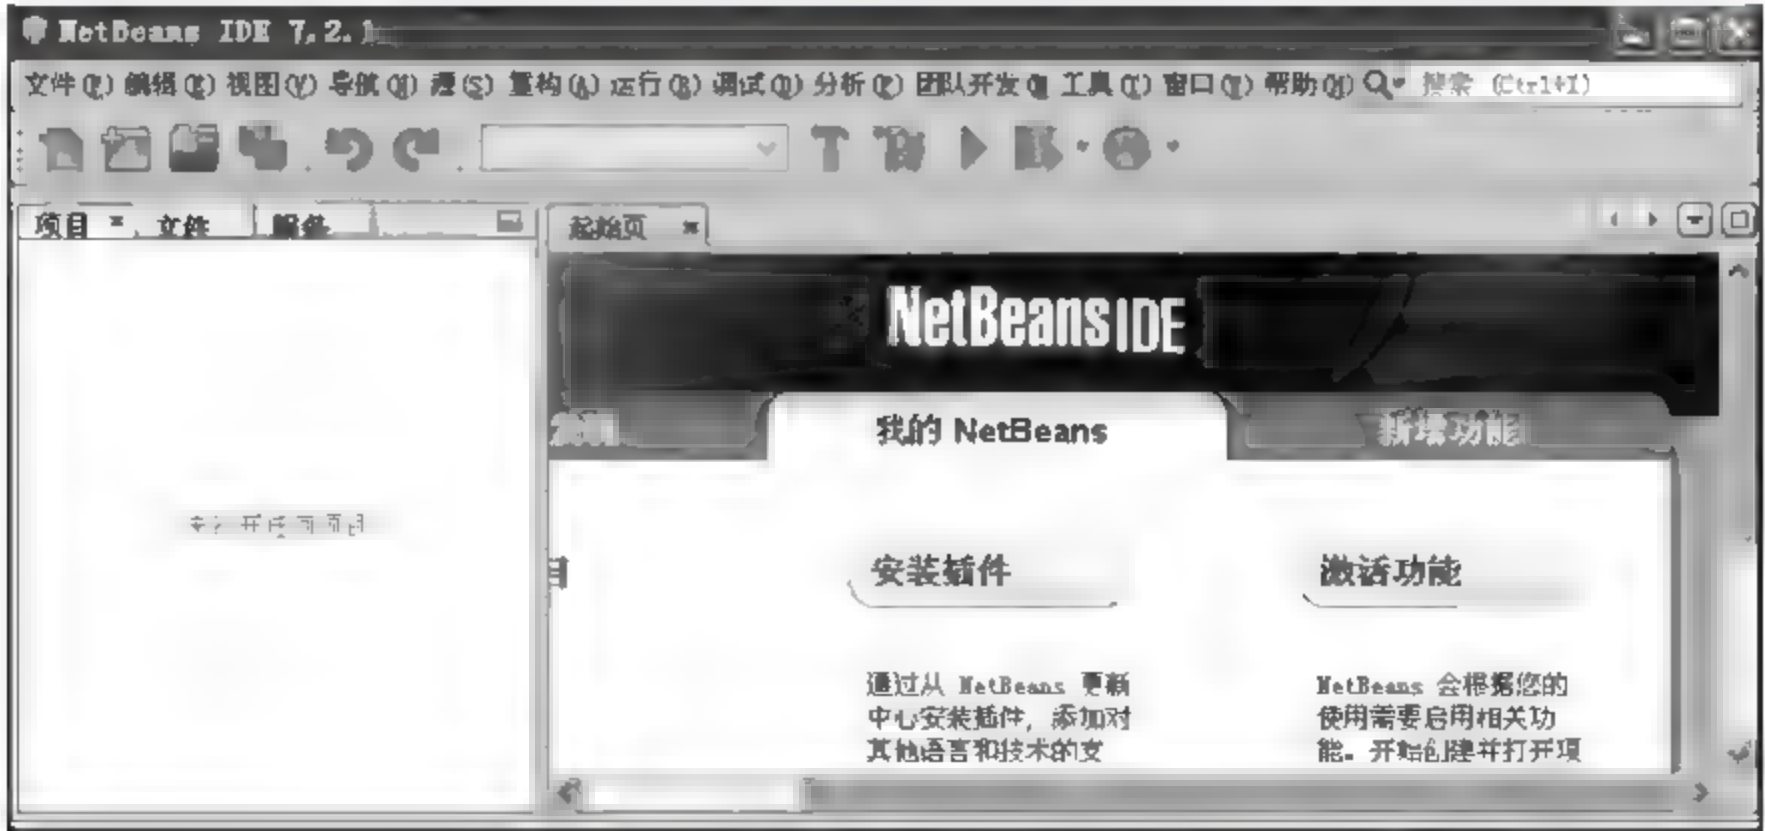 NetBeans IDE 7.2.
文件(F) 编辑(E) 视图(V) 导航(N) 源(S) 重构(A) 运行(R) 调试(D) 分析(P) 团队开发 工具(T) 窗口(W) 帮助(H) 搜索 (Ctrl+I)
项目 文件 服务 起始页
NetBeans IDE
我的 NetBeans 新增功能
安装插件 激活功能
通过从 NetBeans 更新
中心安装插件，添加对
其他语言和技术的支
NetBeans 会根据您的
使用需要启用相关功
能。开始创建并打开项